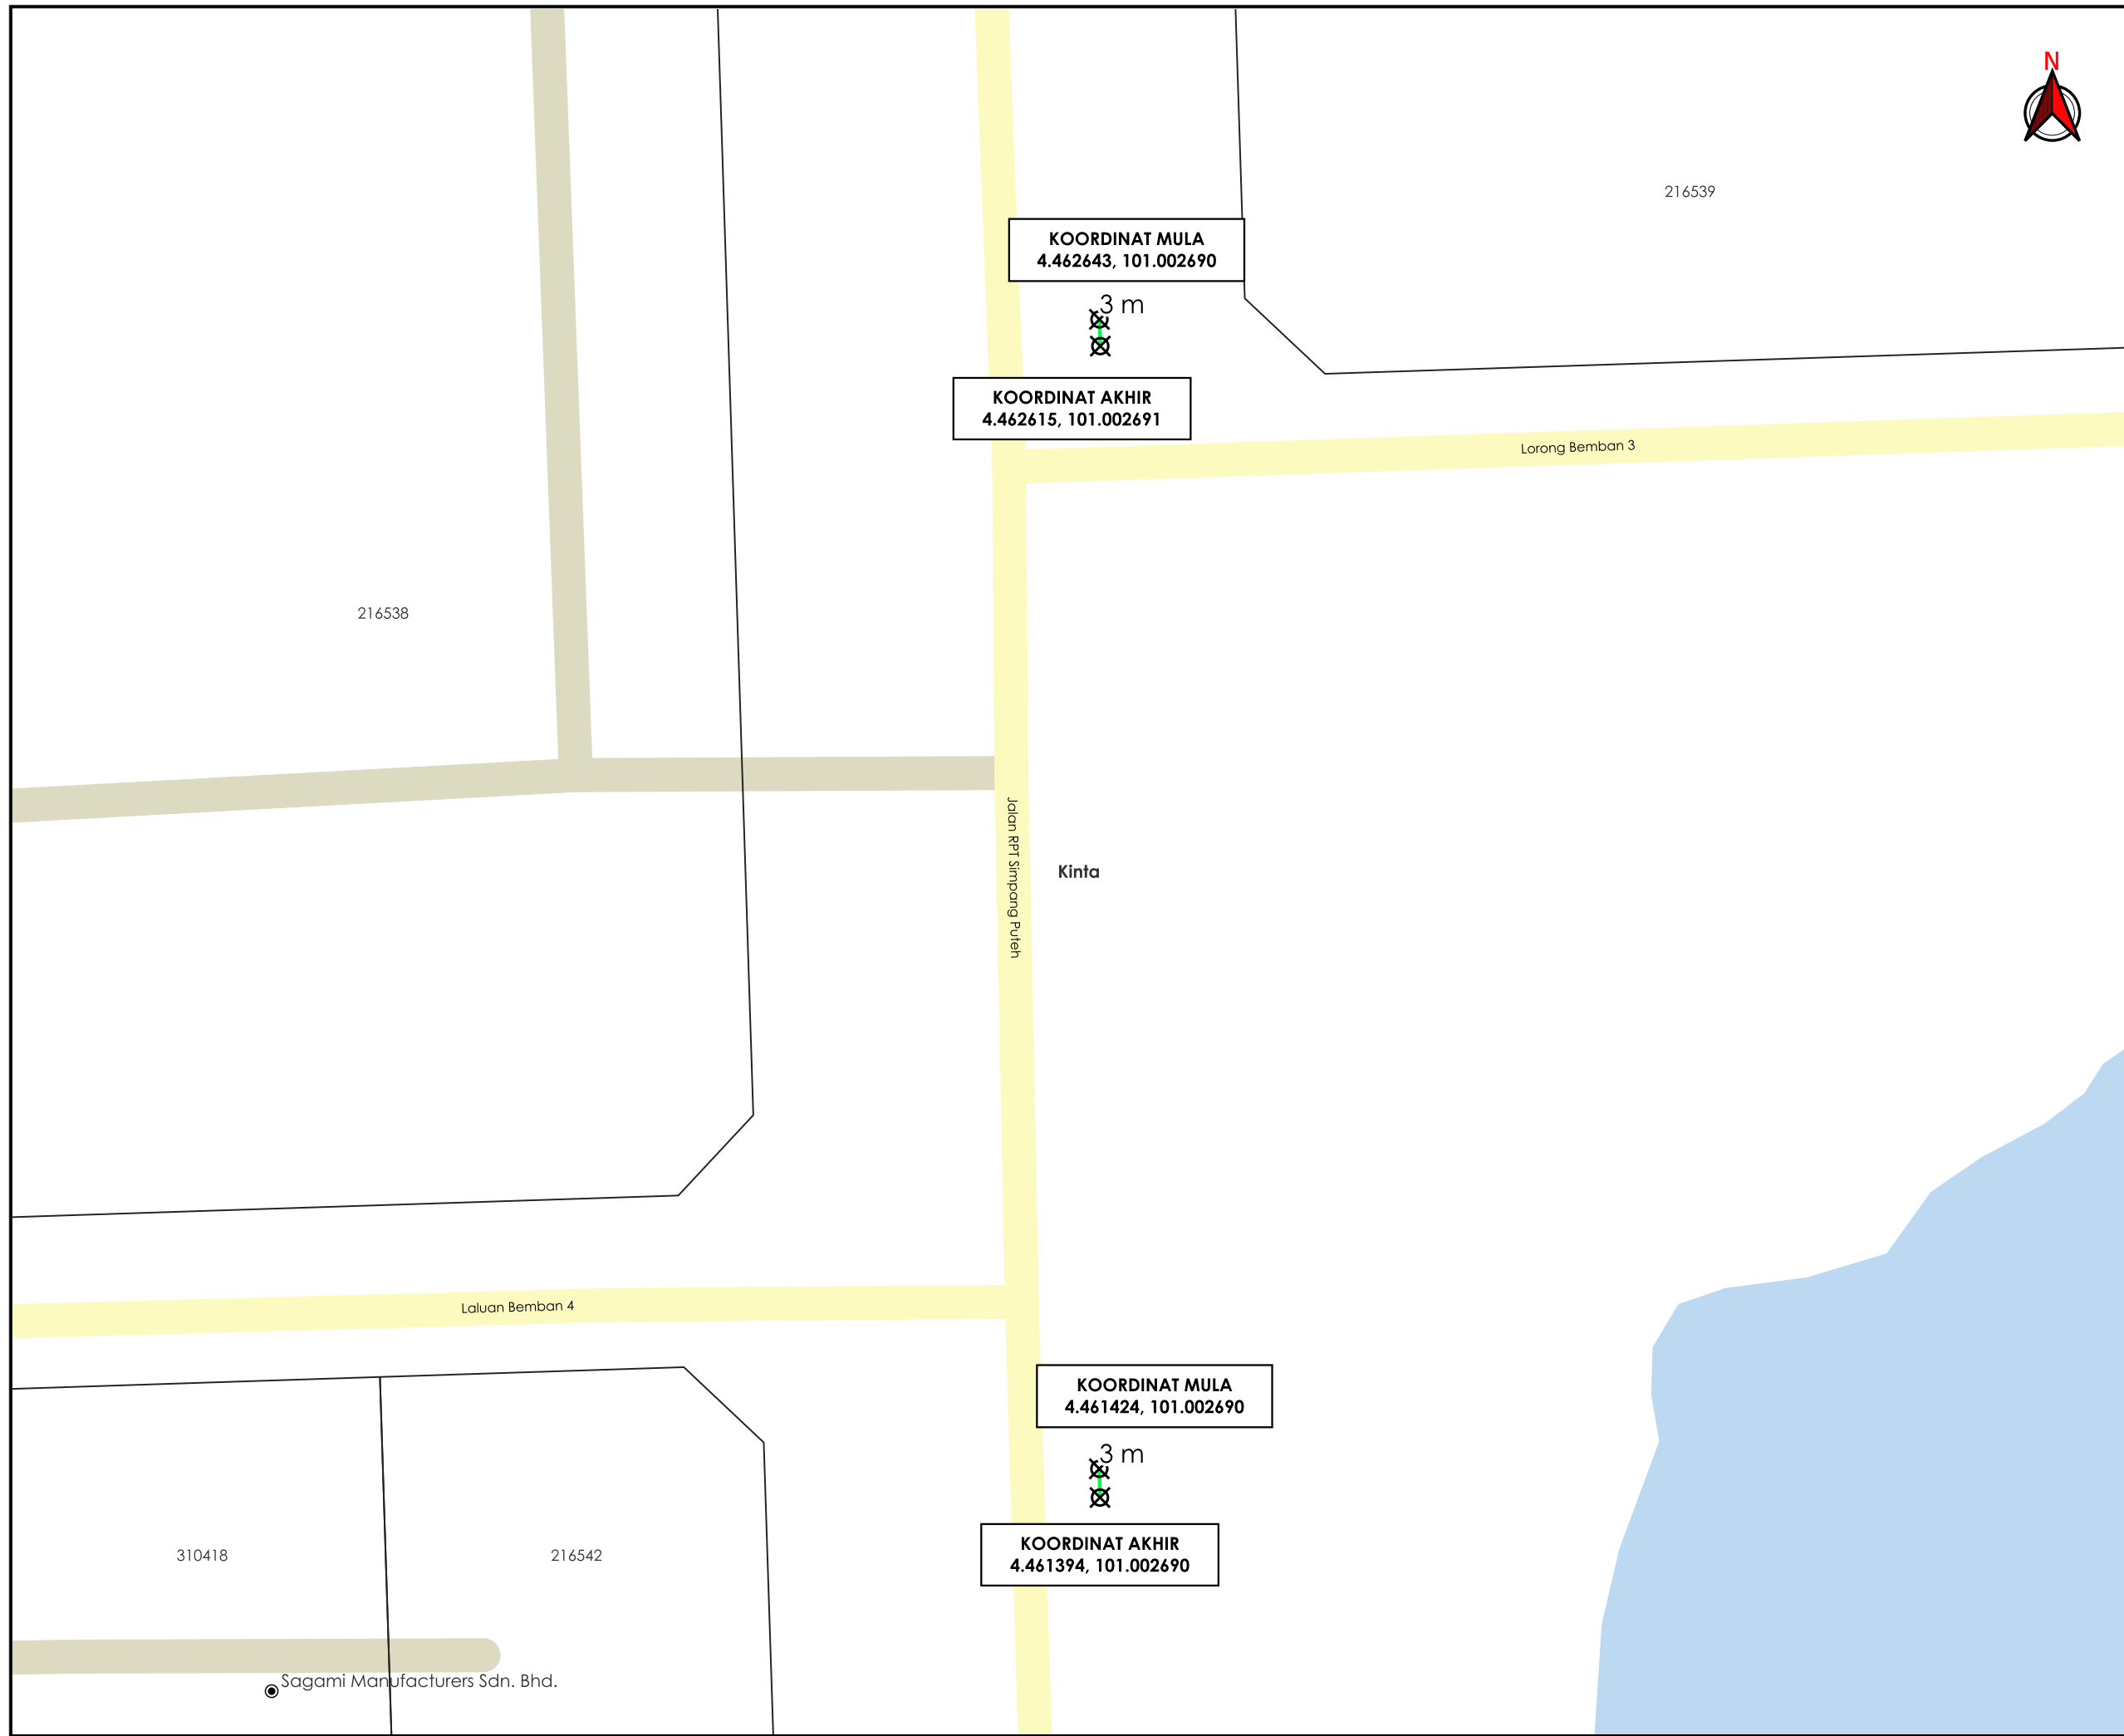 N
216539
KOORDINAT MULA
4.462643, 101.002690
3 m
KOORDINAT AKHIR
4.462615, 101.002691
Lorong Bemban 3
216538
Jalan RPT Simpang Puteh
Kinta
Laluan Bemban 4
KOORDINAT MULA
4.461424, 101.002690
3 m
KOORDINAT AKHIR
4.461394, 101.002690
310418
216542
Sagami Manufacturers Sdn. Bhd.